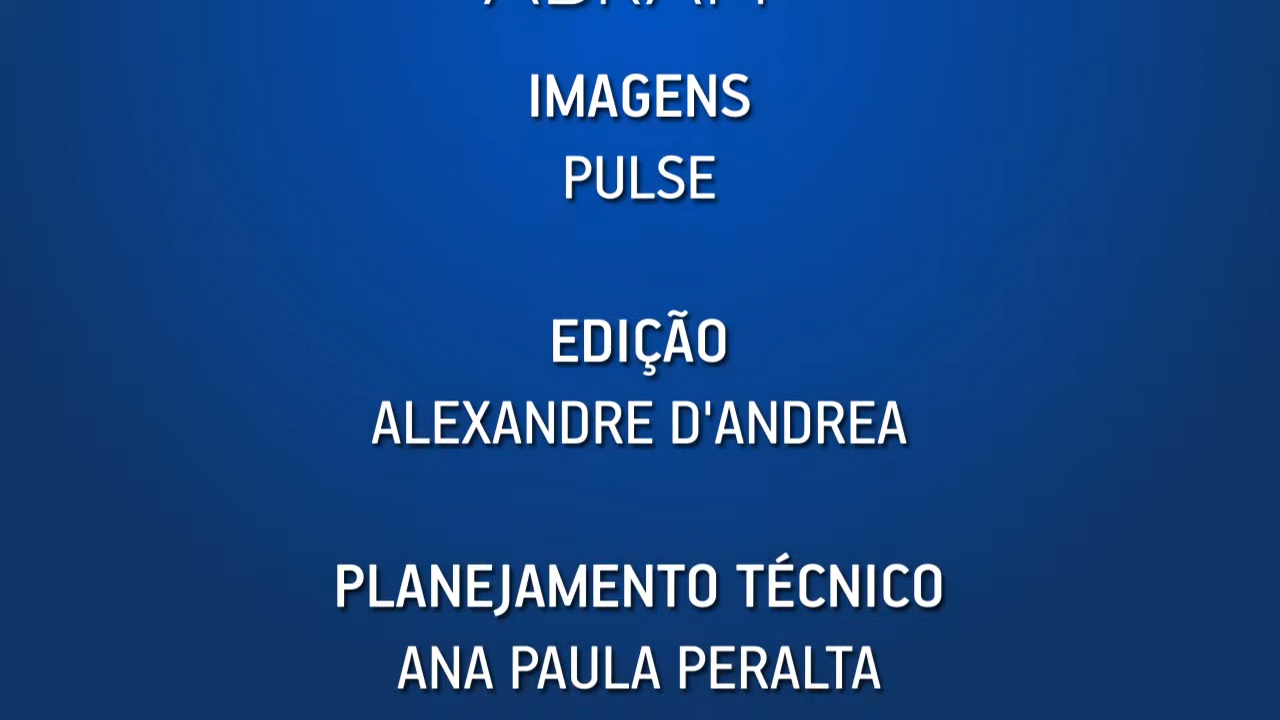 IMAGENS
PULSE
EDIÇÃO
ALEXANDRE D'ANDREA
PLANEJAMENTO TÉCNICO
ANA PAULA PERALTA